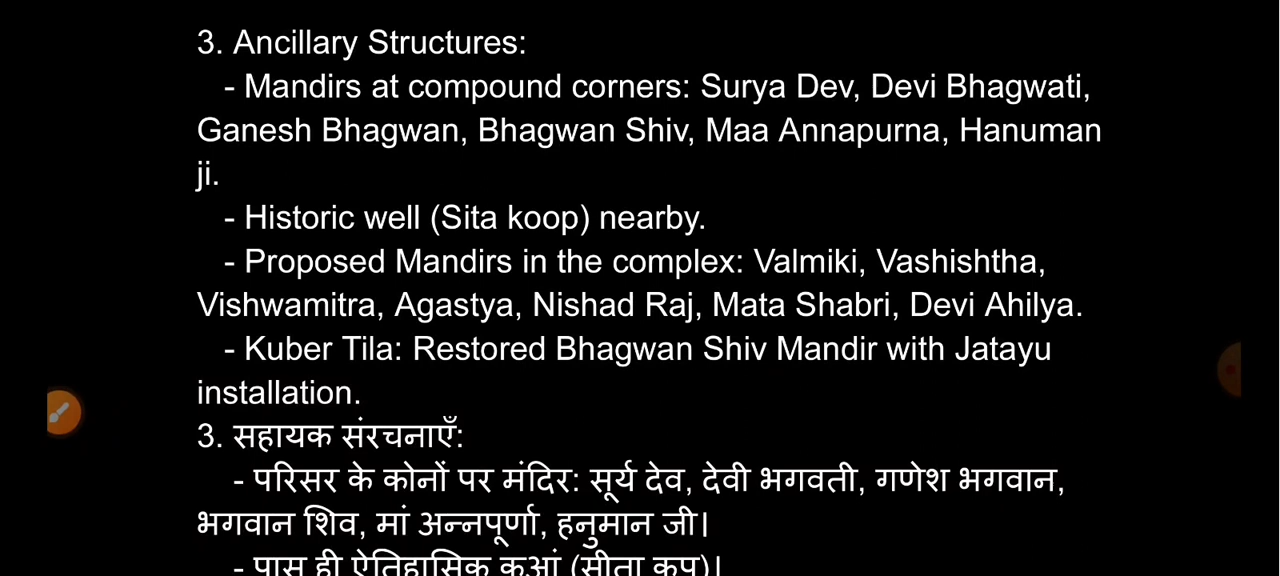 3. Ancillary Structures:
- Mandirs at compound corners: Surya Dev, Devi Bhagwati,
Ganesh Bhagwan, Bhagwan Shiv, Maa Annapurna, Hanuman
ji.
- Historic well (Sita koop) nearby.
- Proposed Mandirs in the complex: Valmiki, Vashishtha,
Vishwamitra, Agastya, Nishad Raj, Mata Shabri, Devi Ahilya.
- Kuber Tila: Restored Bhagwan Shiv Mandir with Jatayu
installation.
3. सहायक संरचनाएँ:
- परिसर के कोनों पर मंदिर: सूर्य देव, देवी भगवती, गणेश भगवान,
भगवान शिव, मां अन्नपूर्णा, हनुमान जी।
- पास ही ऐतिहासिक कुआं (सीता कूप)।